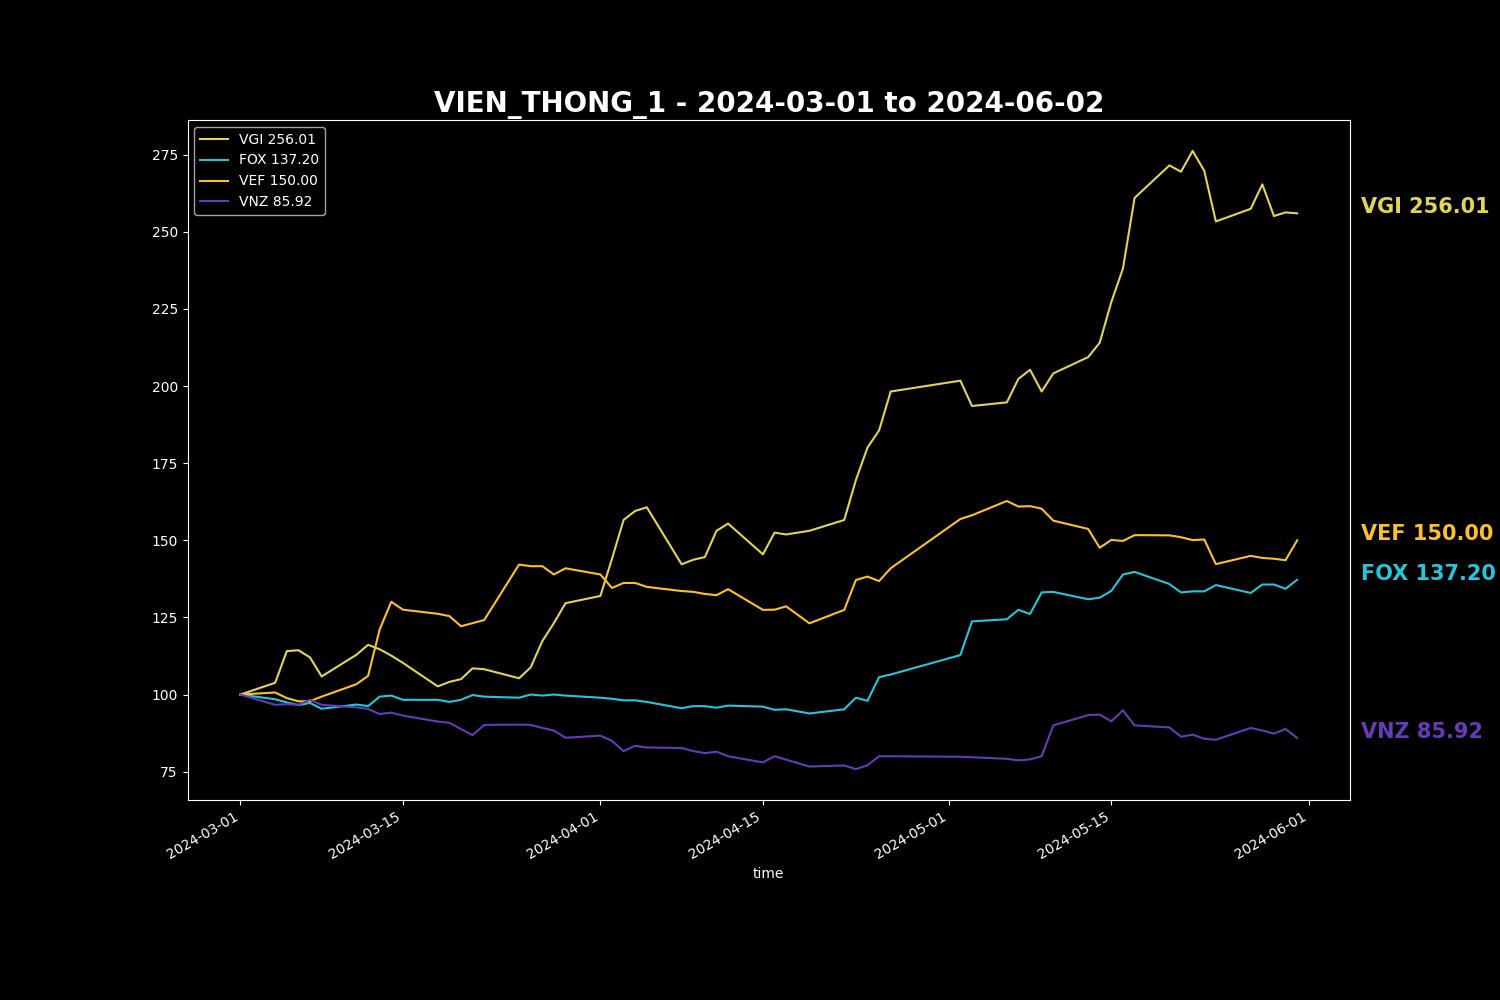 VIEN_THONG_1 - 2024-03-01 to 2024-06-02
VGI 256.01
FOX 137.20
VEF 150.00
VNZ 85.92
275
250
225
200
175
150
125
100
75
VGI 256.01
VEF 150.00
FOX 137.20
VNZ 85.92
2024-03-01
2024-03-15
2024-04-01
2024-04-15
2024-05-01
2024-05-15
2024-06-01
time